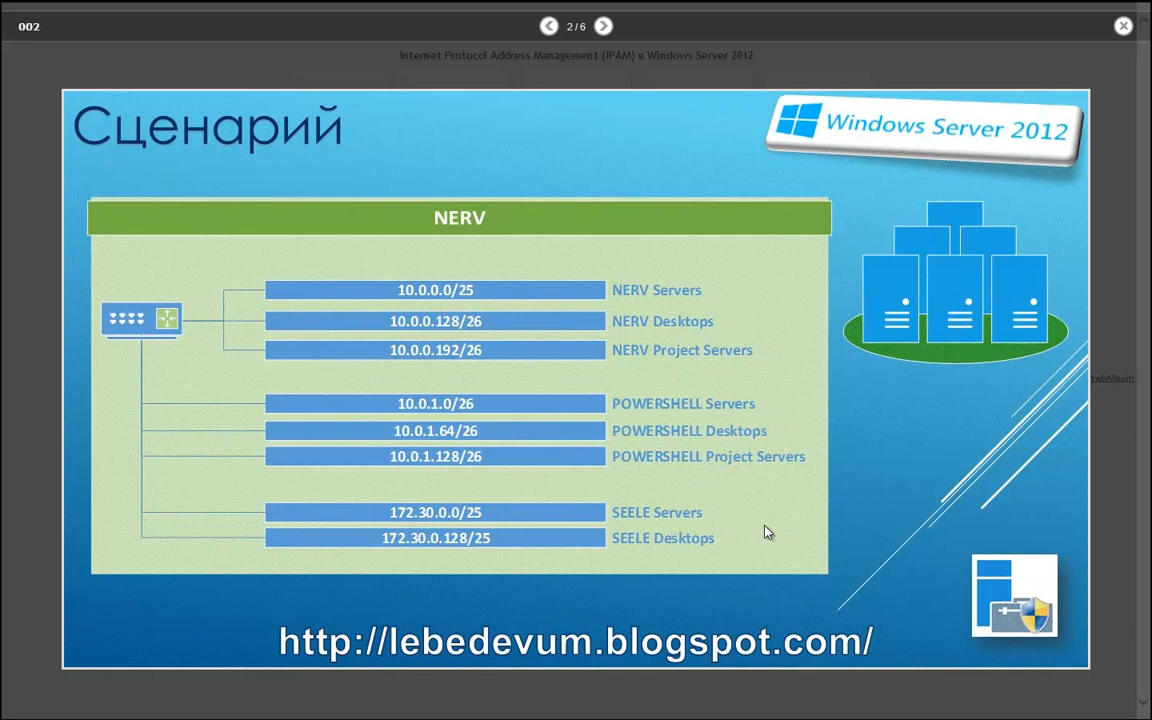 002
2/6
Internet Protocol Address Management (IPAM) в Windows Server 2012
Сценарий
Windows Server 2012
NERV
10.0.0.0/25 NERV Servers
10.0.0.128/26 NERV Desktops
10.0.0.192/26 NERV Project Servers
10.0.1.0/26 POWERSHELL Servers
10.0.1.64/26 POWERSHELL Desktops
10.0.1.128/26 POWERSHELL Project Servers
172.30.0.0/25 SEELE Servers
172.30.0.128/25 SEELE Desktops
http://lebedevum.blogspot.com/